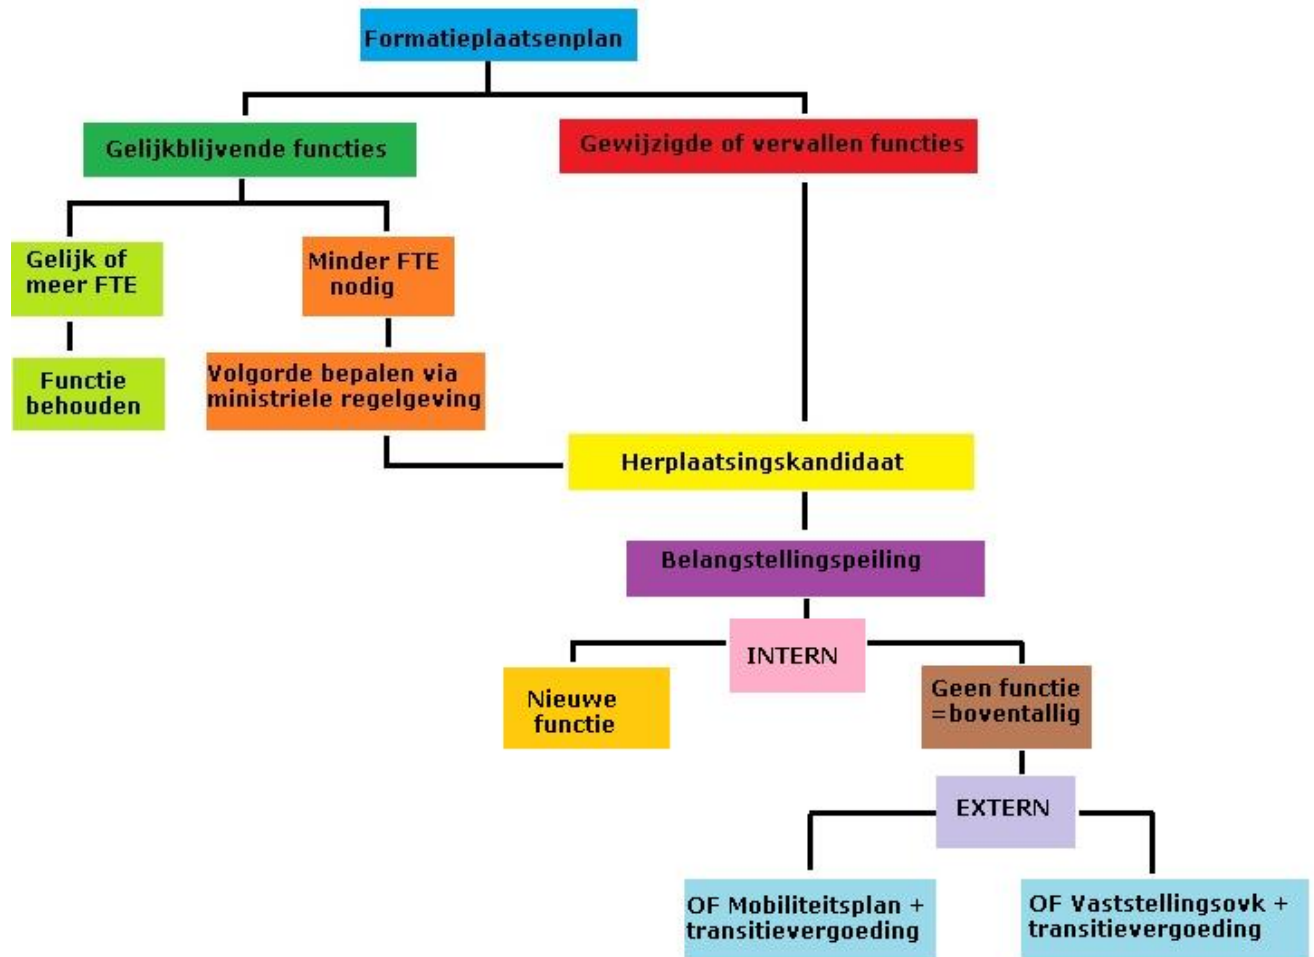 Formatieplaatsenplan
Gelijkblijvende functies
Gewijzigde of vervallen functies
Gelijk of
meer FTE
Minder FTE
nodig
Functie
behouden
Volgorde bepalen via
ministriele regelgeving
Herplaatsingskandidaat
Belangstellingspeiling
INTERN
Nieuwe
functie
Geen functie
=boventallig
EXTERN
OF Mobiliteitsplan +
transitievergoeding
OF Vaststellingsovk +
transitievergoeding